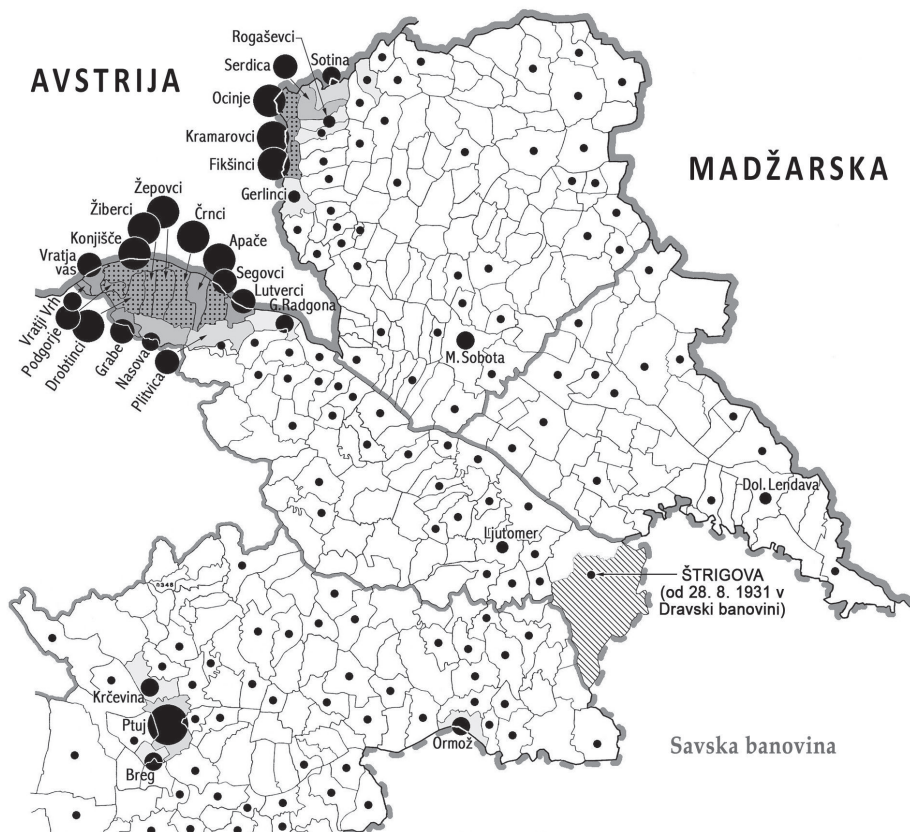 AVSTRIJA
MADŽARSKA
Rogaševci
Serdica
Sotina
Ocinje
Kramarovci
Fikšinci
Gerlinci
Žepovci
Žiberci
Črnci
Konjišče
Apače
Vratja
vas
Segovci
Lutverci
G.Radgona
Vratji Vrh
Podgorje
Drobtinci
Grabe
Nasova
Plitvica
M. Sobota
Dol. Lendava
Ljutomer
ŠTRIGOVA
(od 28. 8. 1931 v
Dravski banovini)
Krčevina
Ptuj
Breg
Ormož
Savska banovina